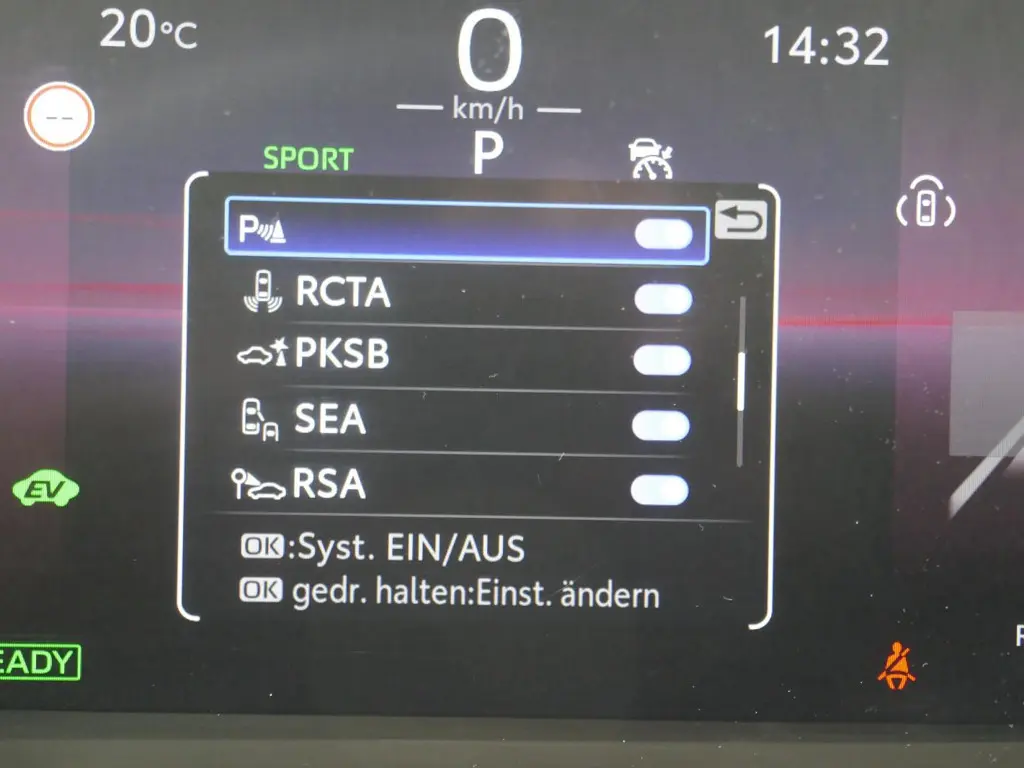 20°C
0
14:32
--
km/h
SPORT
P
P
RCTA
PKSB
SEA
RSA
EV
OK:Syst. EIN/AUS
OK gedr. halten:Einst. ändern
EADY